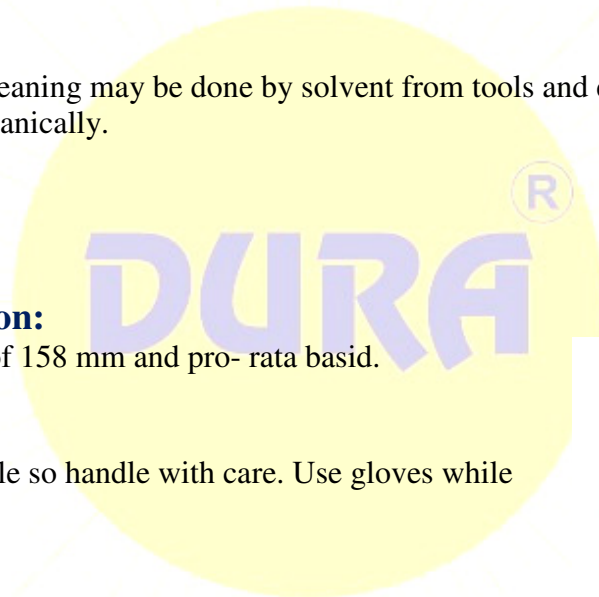 eaning may be done by solvent from tools and
anically.
R
DURA
on:
of 158 mm and pro- rata basid.
le so handle with care. Use gloves while